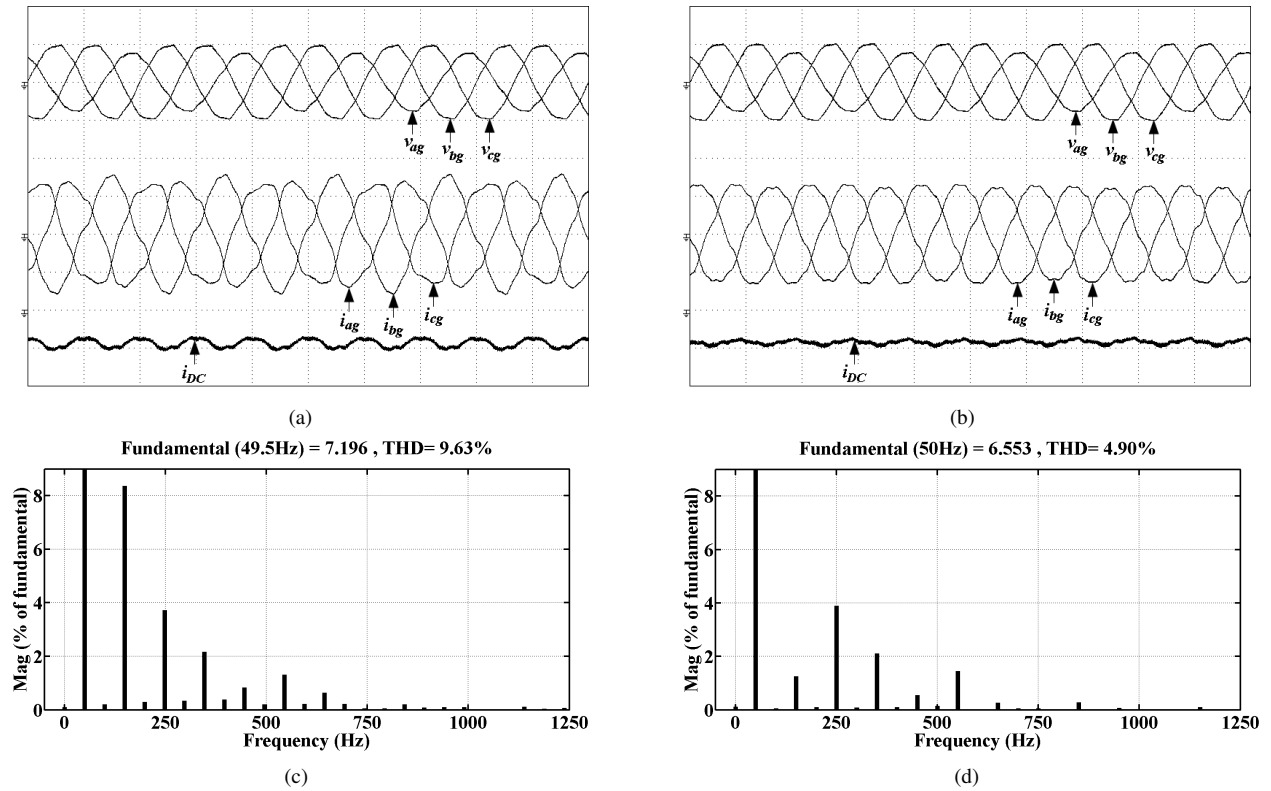 v_ag v_bg v_cg
i_ag i_bg i_cg
i_DC
(a)
v_ag v_bg v_cg
i_ag i_bg i_cg
i_DC
(b)
Fundamental (49.5Hz) = 7.196 , THD= 9.63%
Mag (% of fundamental)
8
6
4
2
0
0 250 500 750 1000 1250
Frequency (Hz)
(c)
Fundamental (50Hz) = 6.553 , THD= 4.90%
Mag (% of fundamental)
8
6
4
2
0
0 250 500 750 1000 1250
Frequency (Hz)
(d)